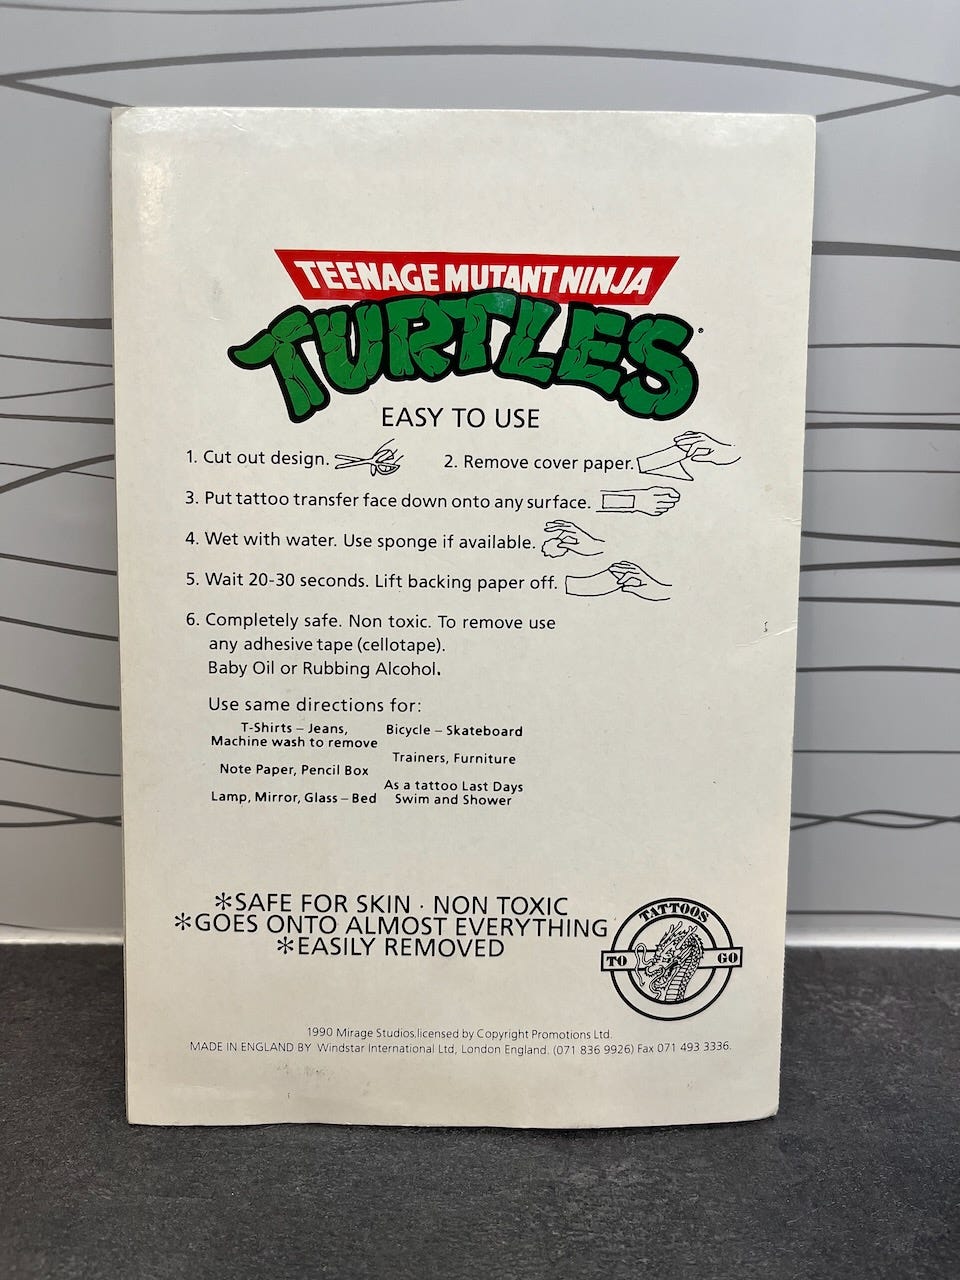 TEENAGE MUTANT NINJA
TURTLES®
EASY TO USE
1. Cut out design.
2. Remove cover paper.
3. Put tattoo transfer face down onto any surface.
4. Wet with water. Use sponge if available.
5. Wait 20-30 seconds. Lift backing paper off.
6. Completely safe. Non toxic. To remove use
any adhesive tape (cellotape).
Baby Oil or Rubbing Alcohol.
Use same directions for:
T-Shirts – Jeans,
Machine wash to remove
Note Paper, Pencil Box
Lamp, Mirror, Glass – Bed
Bicycle – Skateboard
Trainers, Furniture
As a tattoo Last Days
Swim and Shower
*SAFE FOR SKIN · NON TOXIC
*GOES ONTO ALMOST EVERYTHING
*EASILY REMOVED
TATTOOS
TO GO
1990 Mirage Studios.licensed by Copyright Promotions Ltd.
MADE IN ENGLAND BY Windstar International Ltd, London England. (071 836 9926) Fax 071 493 3336.